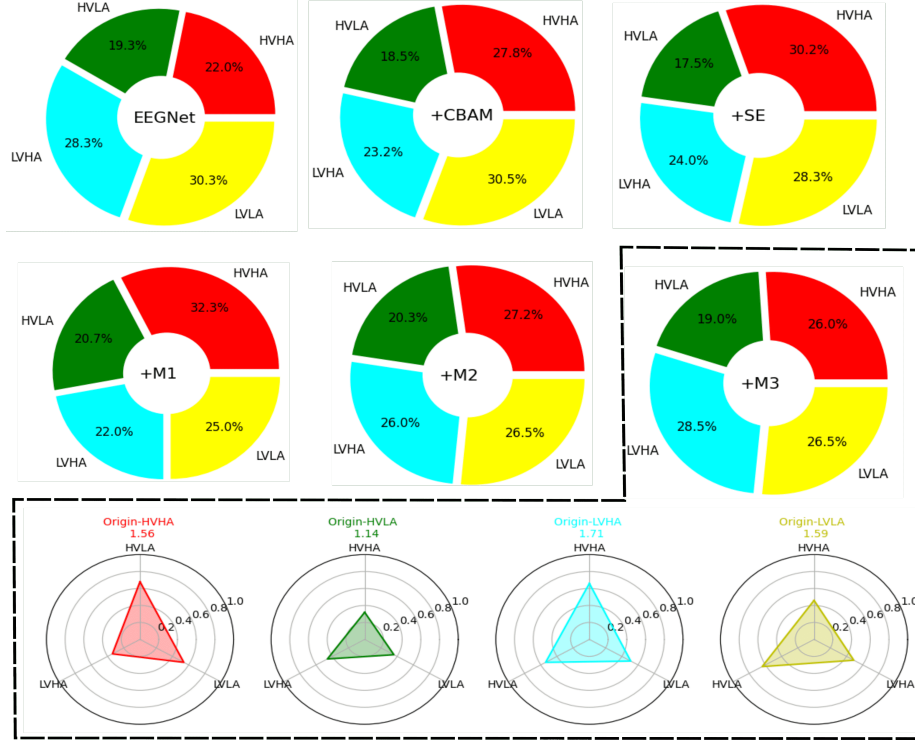 HVLA
HVHA
19.3%
22.0%
EEGNet
28.3%
LVHA
30.3%
LVLA
HVHA
HVLA
27.8%
18.5%
+CBAM
23.2%
LVHA
30.5%
LVLA
HVHA
HVLA
30.2%
17.5%
+SE
24.0%
LVHA
28.3%
LVLA
HVHA
32.3%
HVLA
20.7%
+M1
22.0%
25.0%
LVHA
LVLA
HVHA
HVLA
27.2%
20.3%
+M2
26.0%
26.5%
LVHA
LVLA
HVHA
HVLA
26.0%
19.0%
+M3
28.5%
26.5%
LVHA
LVLA
Origin-HVHA
1.56
HVLA
1.0
0.8
0.6
0.4
0.2
LVHA
LVLA
Origin-HVLA
1.14
HVHA
1.0
0.8
0.6
0.4
0.2
LVHA
LVLA
Origin-LVHA
1.71
HVHA
1.0
0.8
0.6
0.4
0.2
HVLA
LVLA
Origin-LVLA
1.59
HVHA
1.0
0.8
0.6
0.4
0.2
HVLA
LVHA